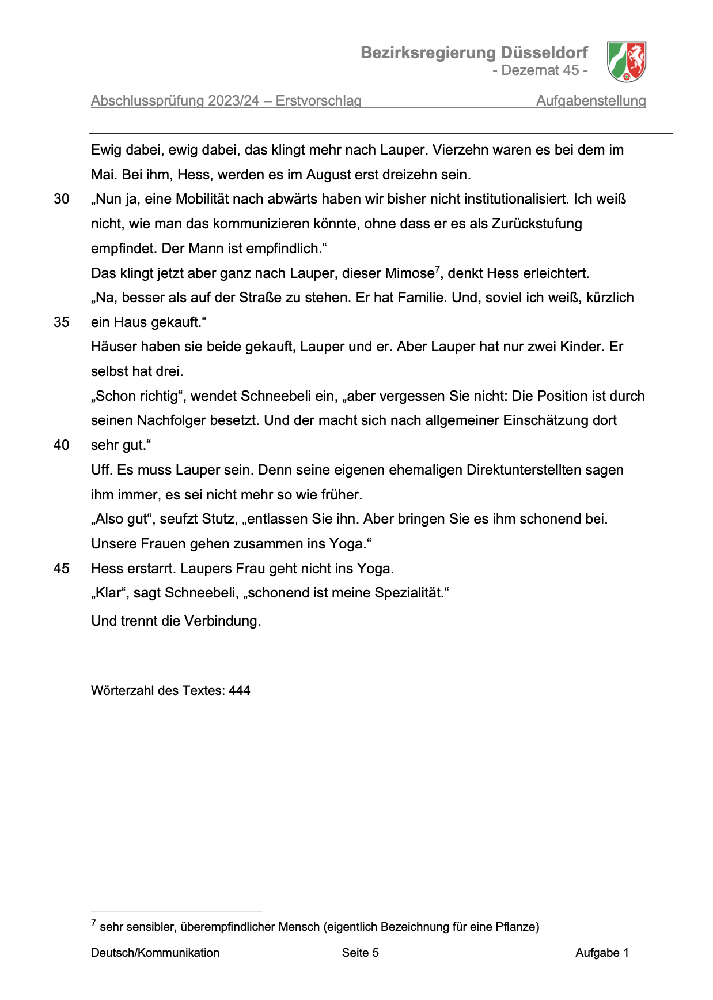 Bezirksregierung Düsseldorf
- Dezernat 45 -
Abschlussprüfung 2023/24 – Erstvorschlag Aufgabenstellung
Ewig dabei, ewig dabei, das klingt mehr nach Lauper. Vierzehn waren es bei dem im
Mai. Bei ihm, Hess, werden es im August erst dreizehn sein.
30 „Nun ja, eine Mobilität nach abwärts haben wir bisher nicht institutionalisiert. Ich weiß
nicht, wie man das kommunizieren könnte, ohne dass er es als Zurückstufung
empfindet. Der Mann ist empfindlich.“
Das klingt jetzt aber ganz nach Lauper, dieser Mimose⁷, denkt Hess erleichtert.
„Na, besser als auf der Straße zu stehen. Er hat Familie. Und, soviel ich weiß, kürzlich
35 ein Haus gekauft.“
Häuser haben sie beide gekauft, Lauper und er. Aber Lauper hat nur zwei Kinder. Er
selbst hat drei.
„Schon richtig“, wendet Schneebeli ein, „aber vergessen Sie nicht: Die Position ist durch
seinen Nachfolger besetzt. Und der macht sich nach allgemeiner Einschätzung dort
40 sehr gut.“
Uff. Es muss Lauper sein. Denn seine eigenen ehemaligen Direktunterstellten sagen
ihm immer, es sei nicht mehr so wie früher.
„Also gut“, seufzt Stutz, „entlassen Sie ihn. Aber bringen Sie es ihm schonend bei.
Unsere Frauen gehen zusammen ins Yoga.“
45 Hess erstarrt. Laupers Frau geht nicht ins Yoga.
„Klar“, sagt Schneebeli, „schonend ist meine Spezialität.“
Und trennt die Verbindung.
Wörterzahl des Textes: 444
⁷ sehr sensibler, überempfindlicher Mensch (eigentlich Bezeichnung für eine Pflanze)
Deutsch/Kommunikation Seite 5 Aufgabe 1